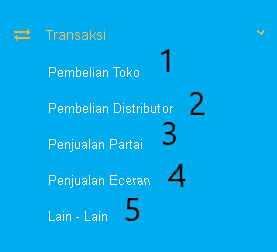 Transaksi
Pembelian Toko 1
Pembelian Distributor 2
Penjualan Partai 3
Penjualan Eceran 4
Lain - Lain 5